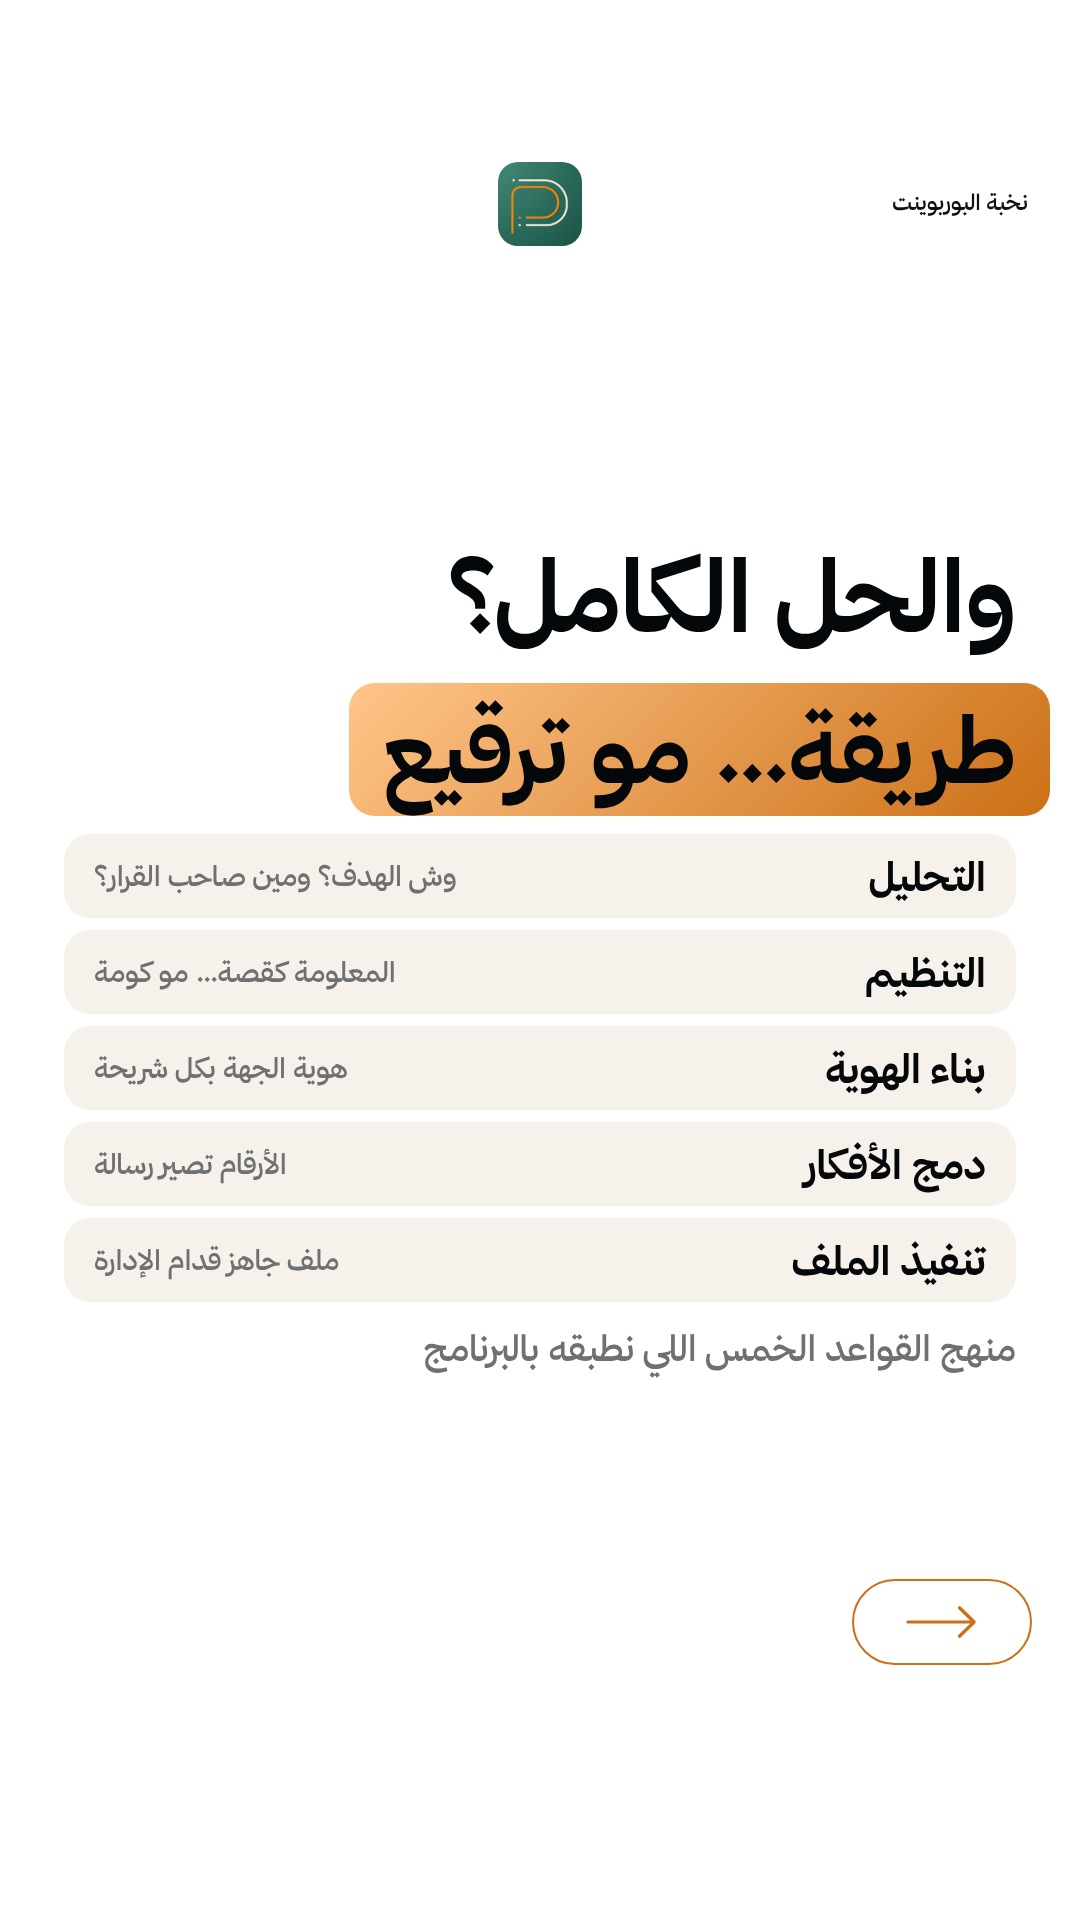 نخبة البوربوينت
والحل الكامل؟
طريقة... مو ترقيع
التحليل وش الهدف؟ ومين صاحب القرار؟
التنظيم المعلومة كقصة... مو كومة
بناء الهوية هوية الجهة بكل شريحة
دمج الأفكار الأرقام تصير رسالة
تنفيذ الملف ملف جاهز قدام الإدارة
منهج القواعد الخمس اللي نطبقه بالبرنامج